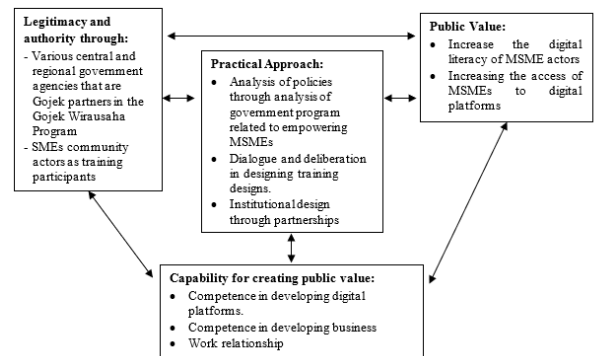 Legitimacy and
authority through:
- Various central and
regional government
agencies that are
Gojek partners in the
Gojek Wirausaha
Program
- SMEs community
actors as training
participants
Practical Approach:
• Analysis of policies
through analysis of
government program
related to empowering
MSMEs
• Dialogue and deliberation
in designing training
designs.
• Institutional design
through partnerships
Public Value:
• Increase the digital
literacy of MSME actors
• Increasing the access of
MSMEs to digital
platforms
Capability for creating public value:
• Competence in developing digital
platforms.
• Competence in developing business
• Work relationship